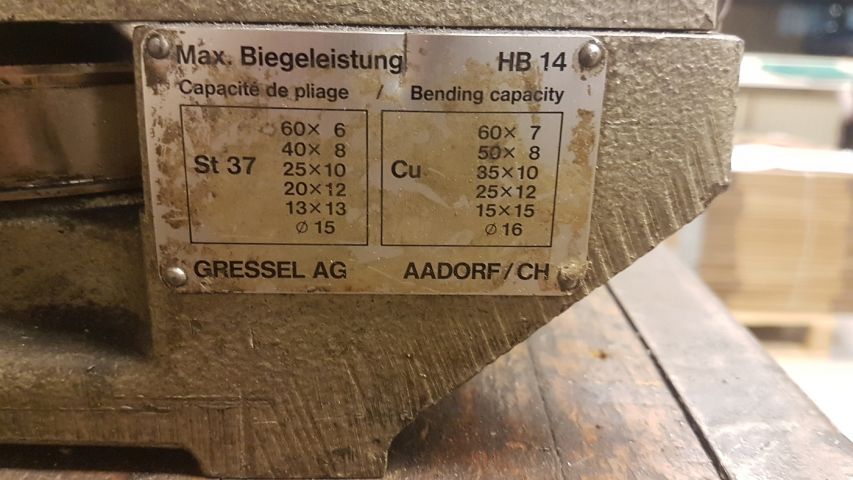 Max. Biegeleistung HB 14
Capacité de pliage / Bending capacity
St 37
60× 6
40× 8
25×10
20×12
13×13
∅ 15
Cu
60× 7
50× 8
35×10
25×12
15×15
∅ 16
GRESSEL AG AADORF/CH